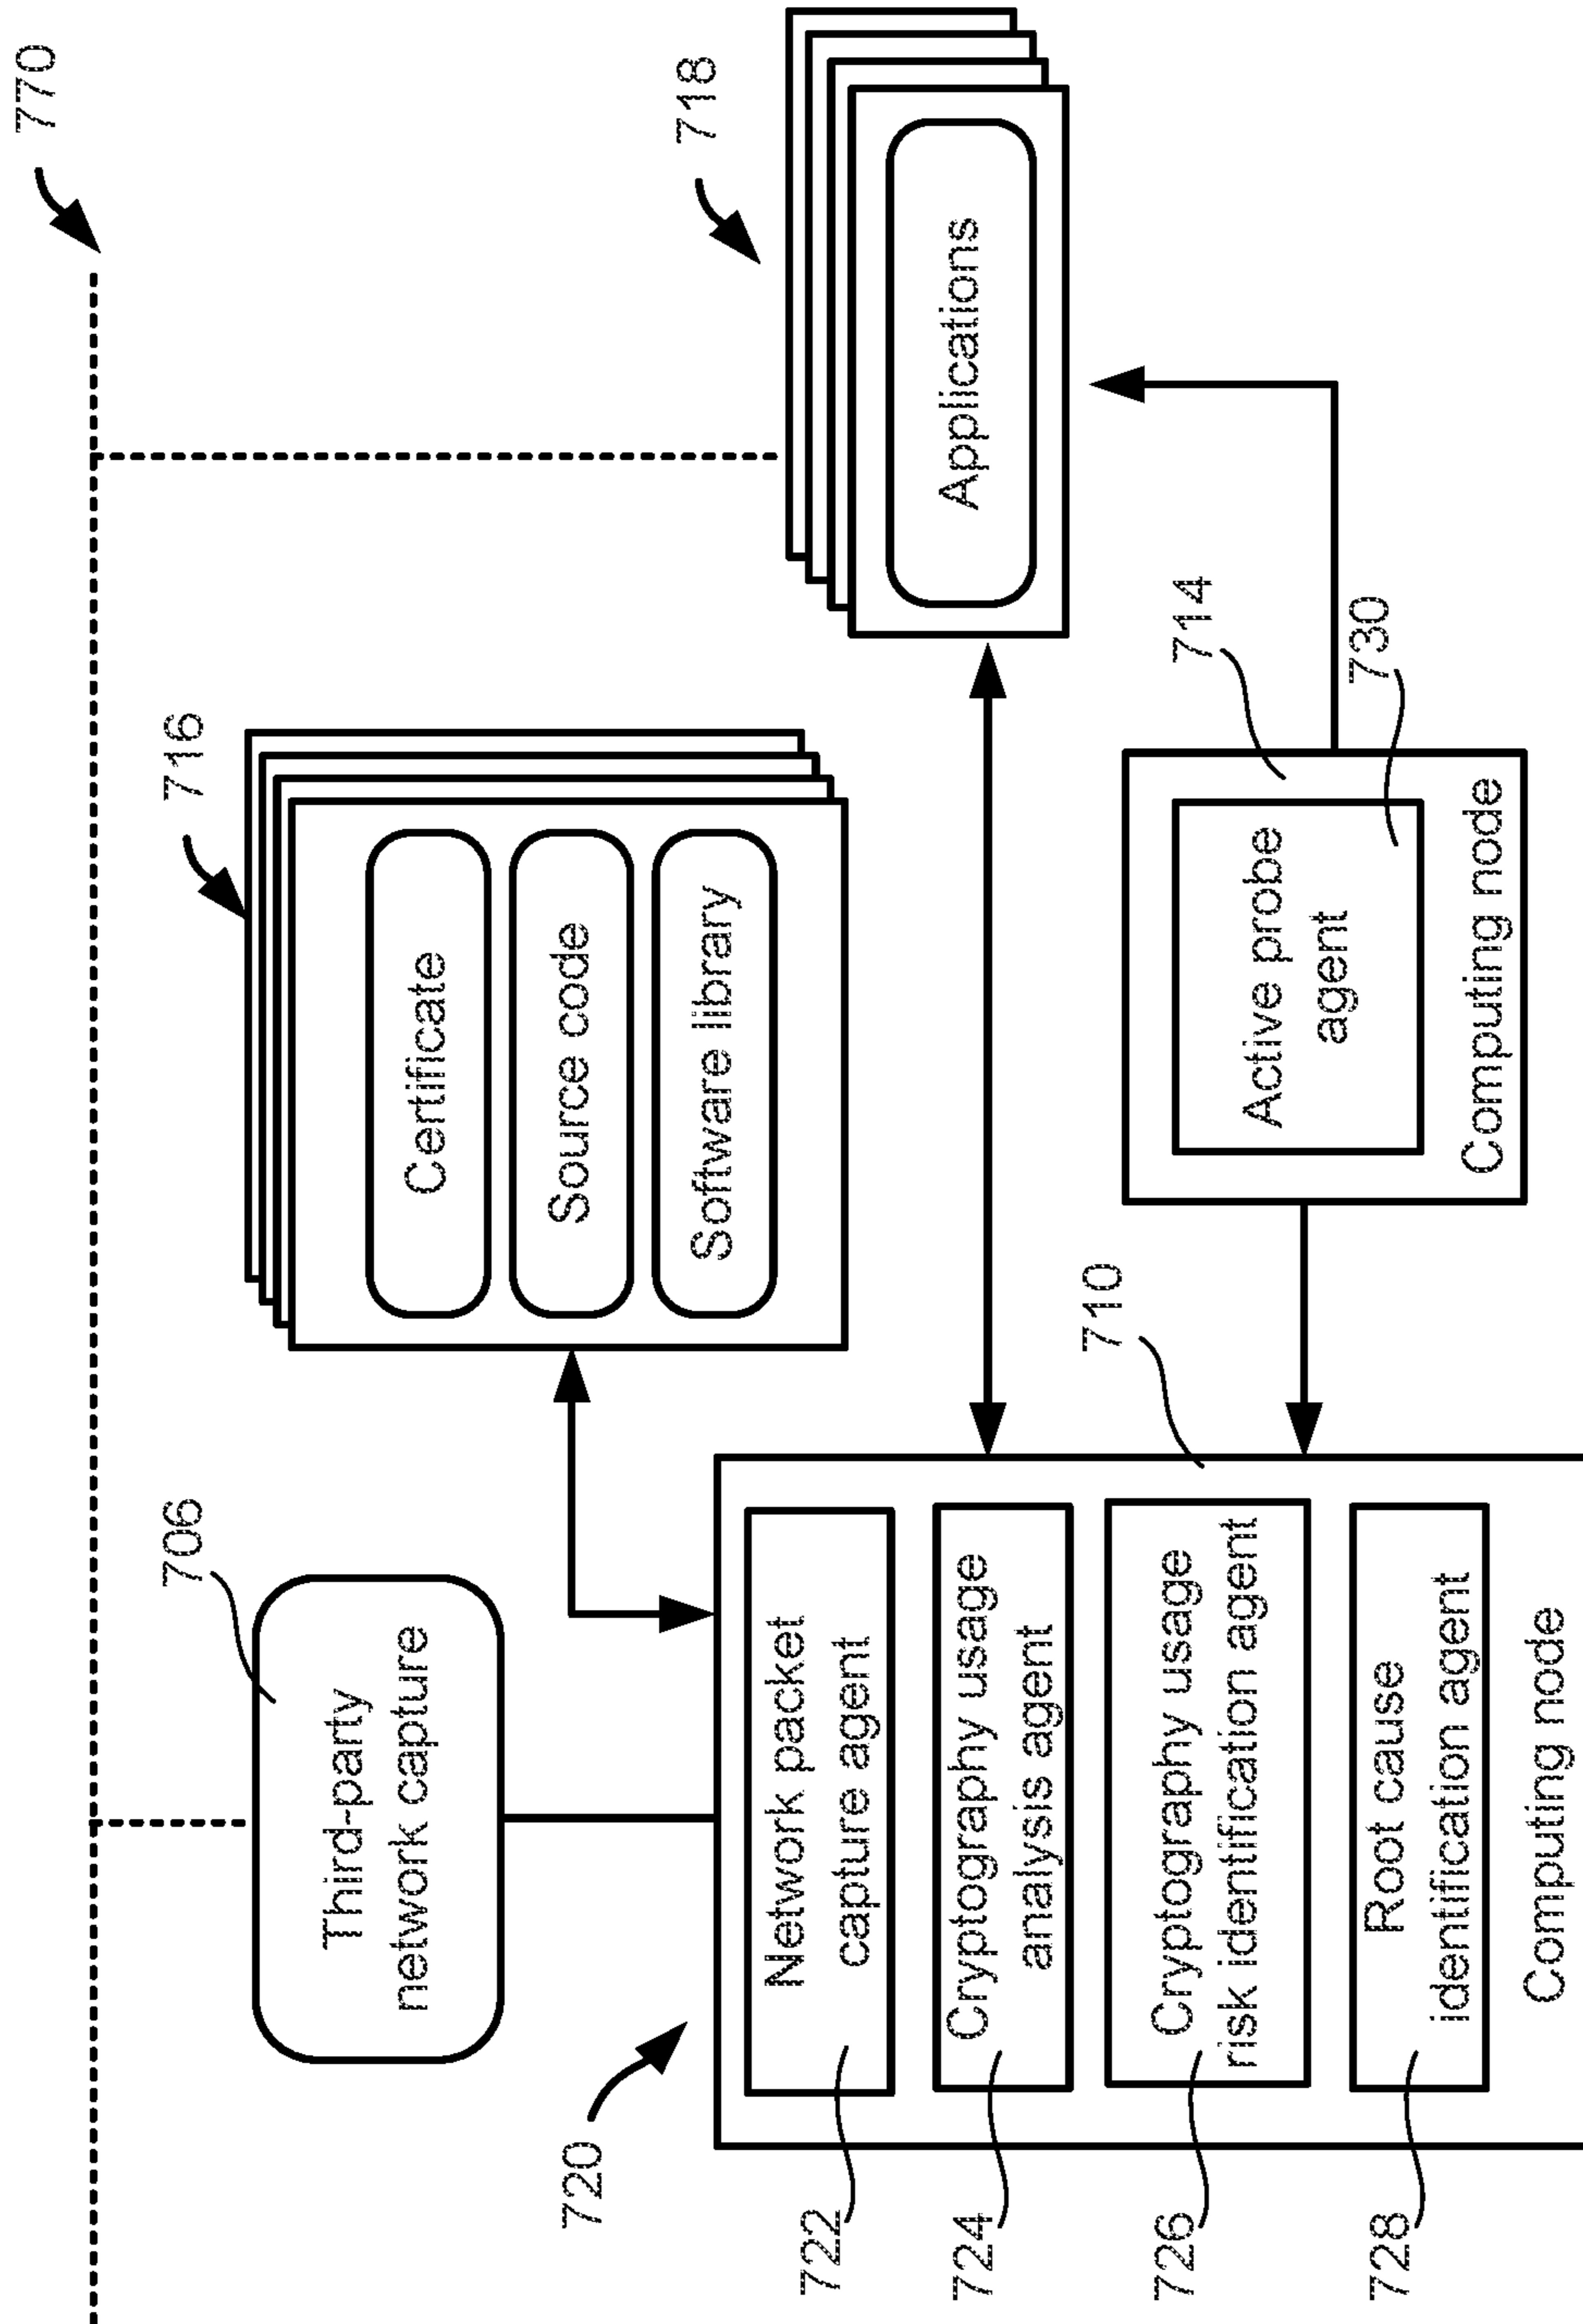 770
706
Third-party
network capture
716
Certificate
Source code
Software library
718
Applications
720
710
722
Network packet
capture agent
724
Cryptography usage
analysis agent
726
Cryptography usage
risk identification agent
728
Root cause
identification agent
Computing node
714
730
Active probe
agent
Computing node